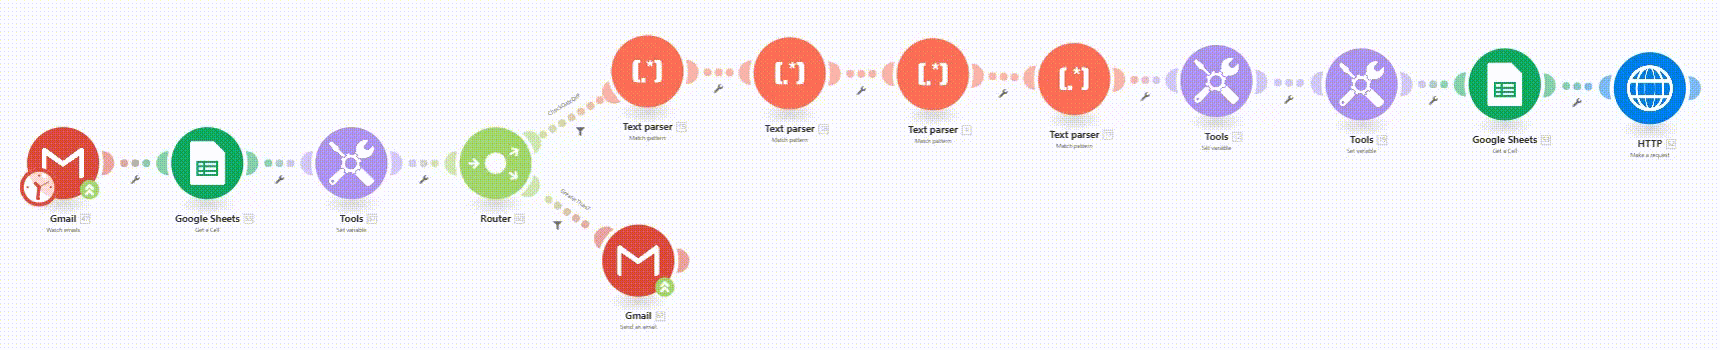 Gmail
Watch emails
Google Sheets
Get a Cell
Tools
Set variable
Router
Text parser
Match pattern
Text parser
Match pattern
Text parser
Match pattern
Text parser
Match pattern
Tools
Set variable
Tools
Set variable
Google Sheets
Get a Cell
HTTP
Make a request
Gmail
Send an email